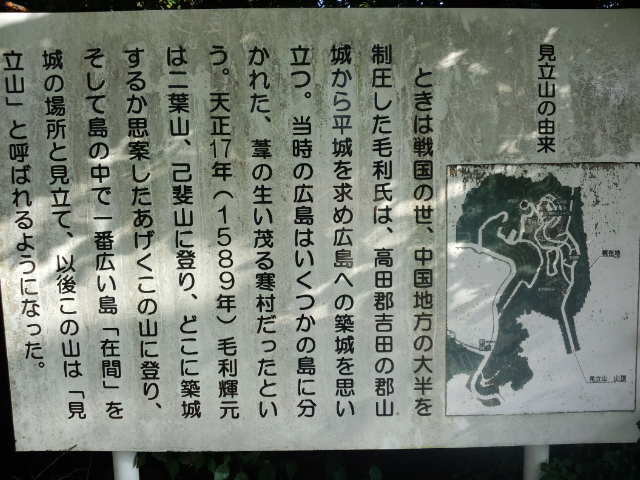 見立山の由来
ときは戦国の世、中国地方の大半を
制圧した毛利氏は、高田郡吉田の郡山
城から平城を求め広島への築城を思い
立つ。当時の広島はいくつかの島に分
かれた、葦の生い茂る寒村だったとい
う。天正17年（1589年）毛利輝元
は二葉山、己斐山に登り、どこに築城
するか思案したあげくこの山に登り、
そして島の中で一番広い島「在間」を
城の場所と見立て、以後この山は「見
立山」と呼ばれるようになった。
現在地
見立山 山頂